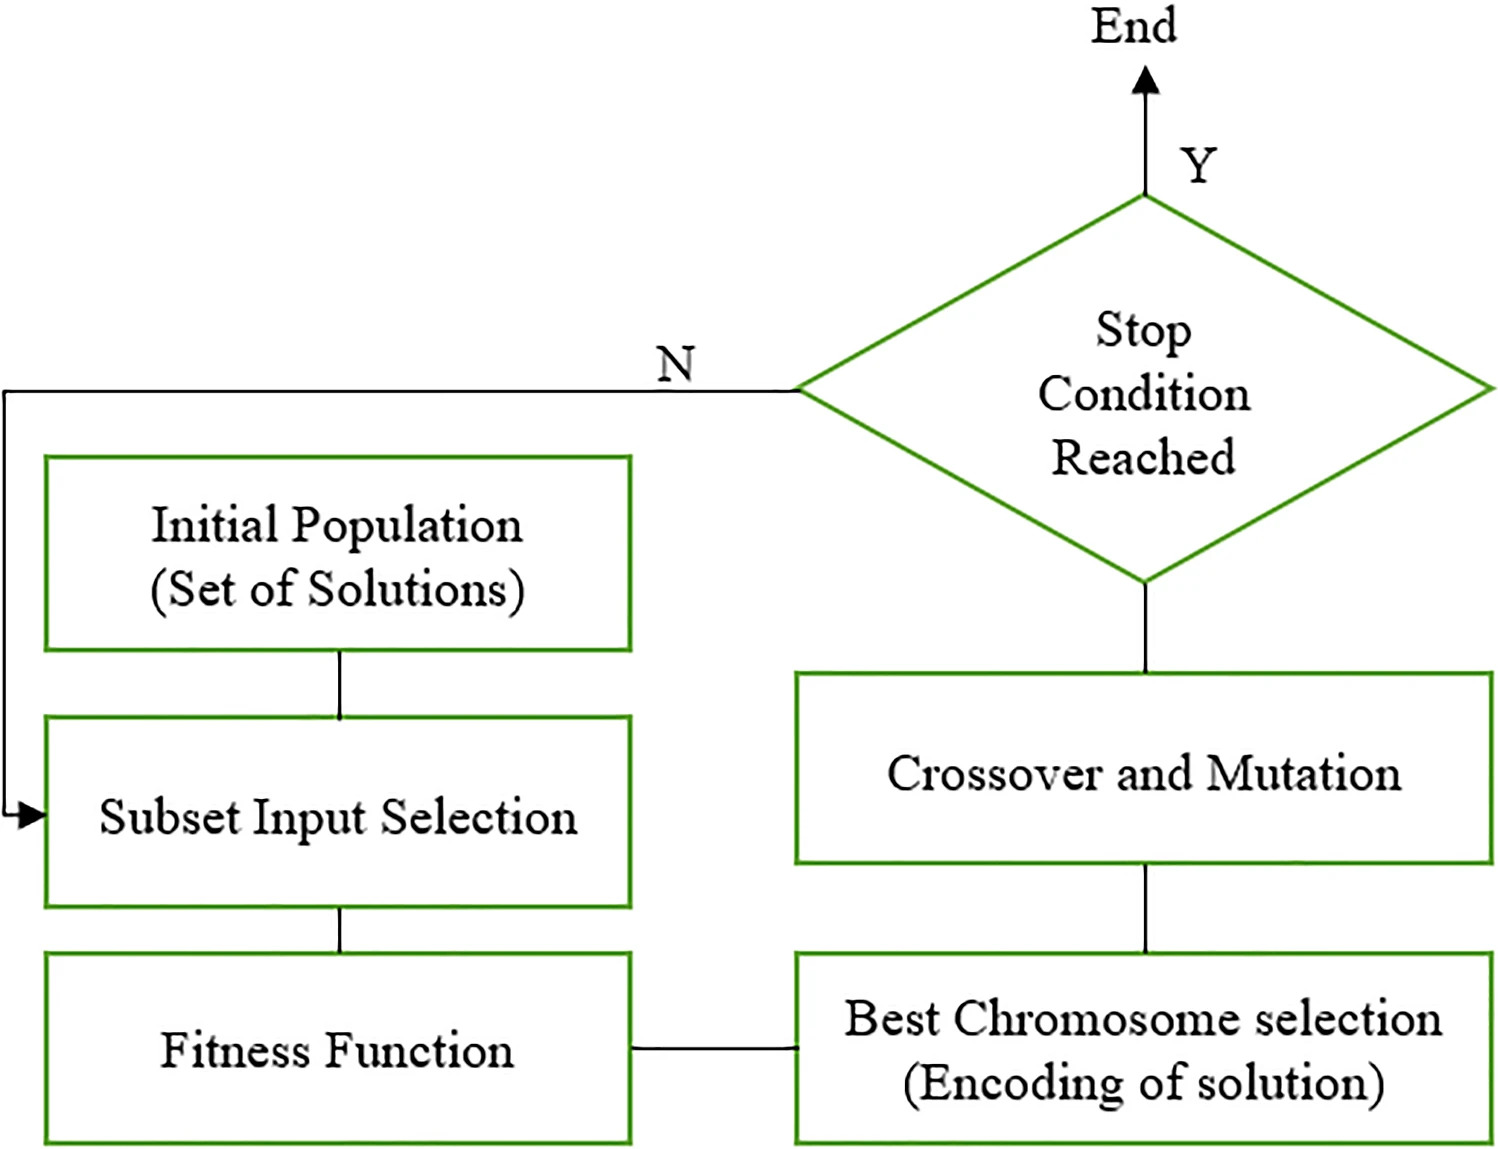 End
Y
Stop
Condition
Reached
N
Initial Population
(Set of Solutions)
Subset Input Selection
Fitness Function
Crossover and Mutation
Best Chromosome selection
(Encoding of solution)